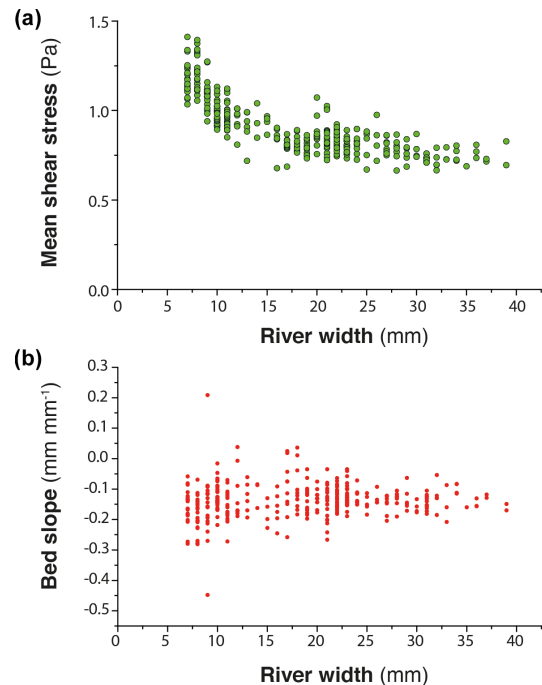 (a)
Mean shear stress (Pa)
1.5
1.0
0.5
0.0
0 5 10 15 20 25 30 35 40
River width (mm)
(b)
Bed slope (mm mm⁻¹)
0.3
0.2
0.1
0.0
-0.1
-0.2
-0.3
-0.4
-0.5
0 5 10 15 20 25 30 35 40
River width (mm)